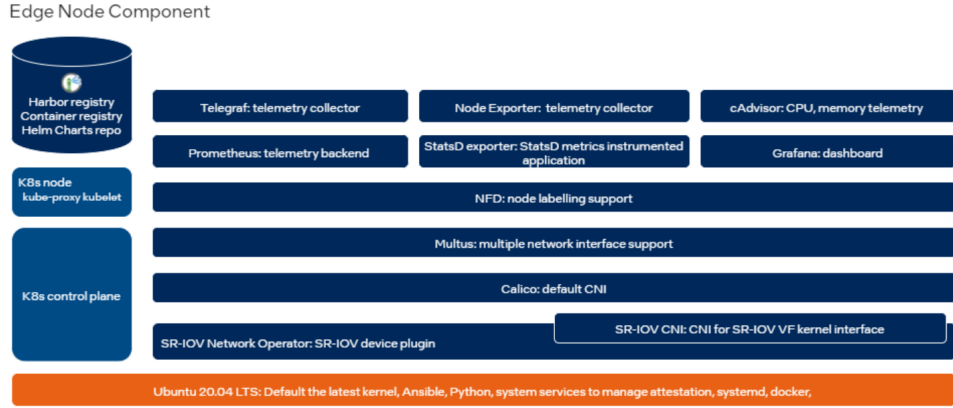 Edge Node Component
Harbor registry
Container registry
Helm Charts repo
Telegraf: telemetry collector
Node Exporter: telemetry collector
cAdvisor: CPU, memory telemetry
Prometheus: telemetry backend
StatsD exporter: StatsD metrics instrumented
application
Grafana: dashboard
K8s node
kube-proxy kubelet
NFD: node labelling support
K8s control plane
Multus: multiple network interface support
Calico: default CNI
SR-IOV CNI: CNI for SR-IOV VF kernel interface
SR-IOV Network Operator: SR-IOV device plugin
Ubuntu 20.04 LTS: Default the latest kernel, Ansible, Python, system services to manage attestation, systemd, docker,